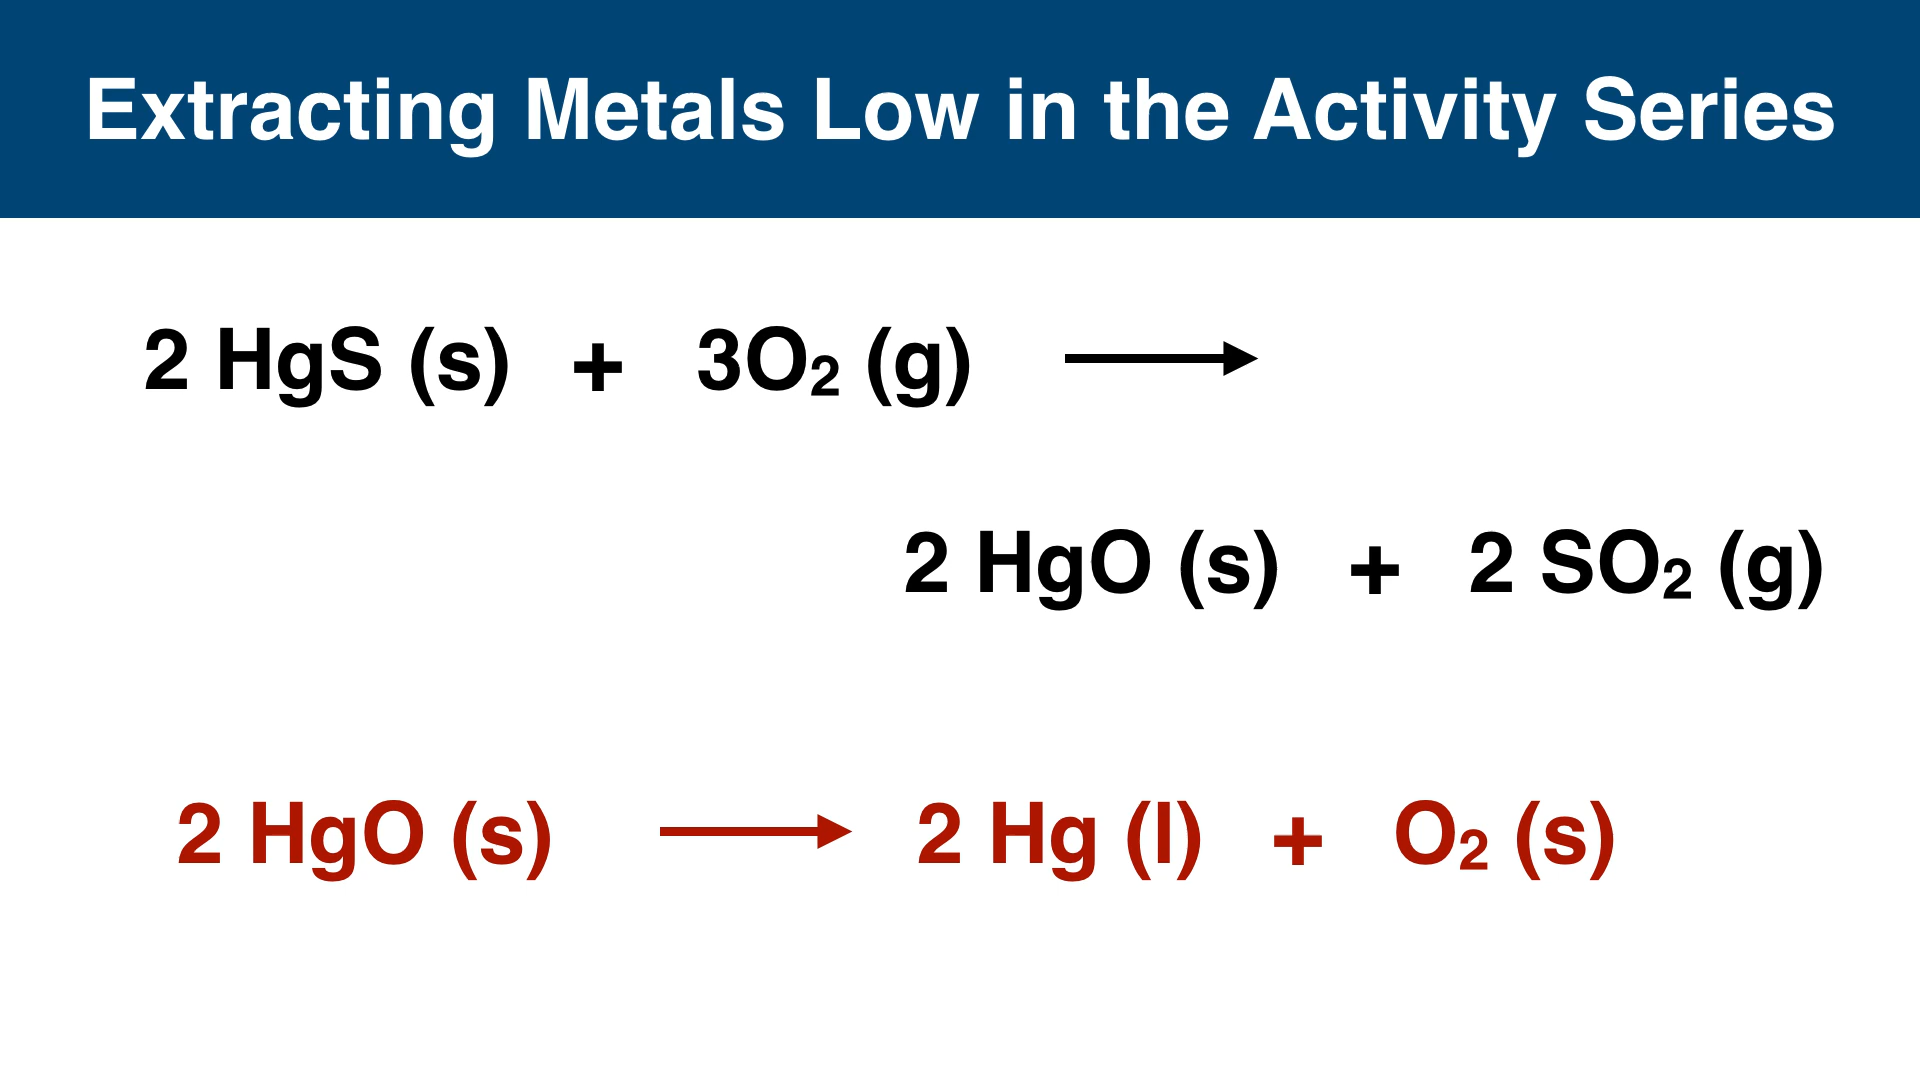 Extracting Metals Low in the Activity Series
2 HgS (s) + 3O₂ (g) ⟶
2 HgO (s) + 2 SO₂ (g)
2 HgO (s) ⟶ 2 Hg (l) + O₂ (s)